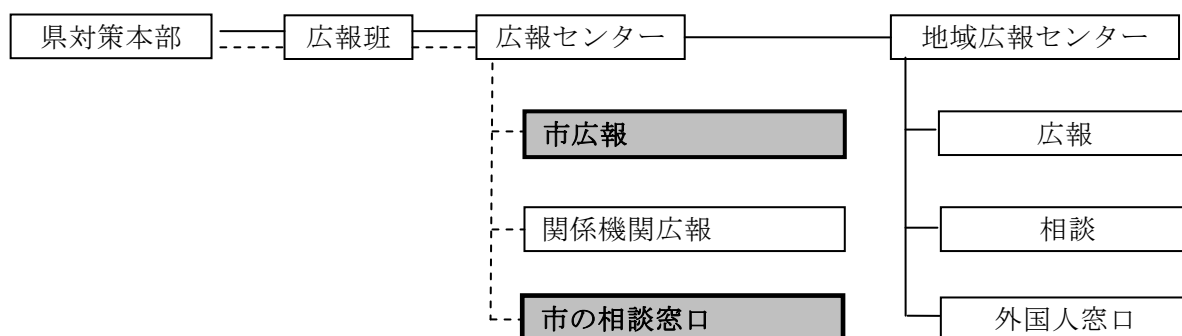 県対策本部
広報班
広報センター
地域広報センター
市広報
広報
関係機関広報
相談
市の相談窓口
外国人窓口